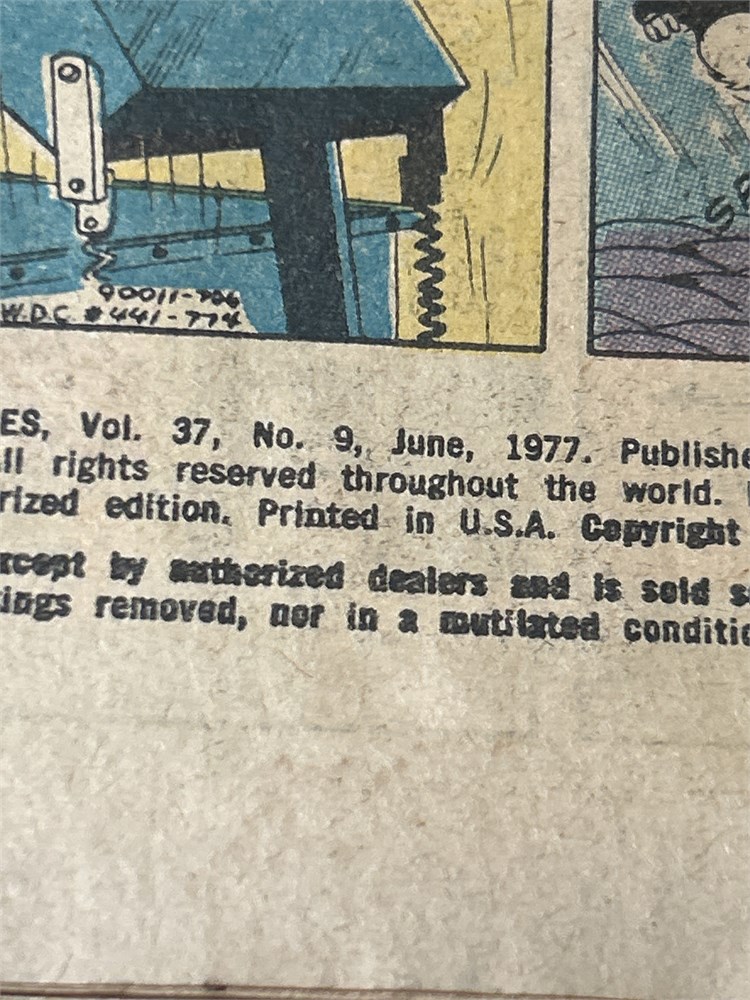 90011-706
W.D.C. #441-774
ES, Vol. 37, No. 9, June, 1977. Publishe
ll rights reserved throughout the world.
rized edition. Printed in U.S.A. Copyright
xcept by authorized dealers and is sold s
ings removed, nor in a mutilated conditio